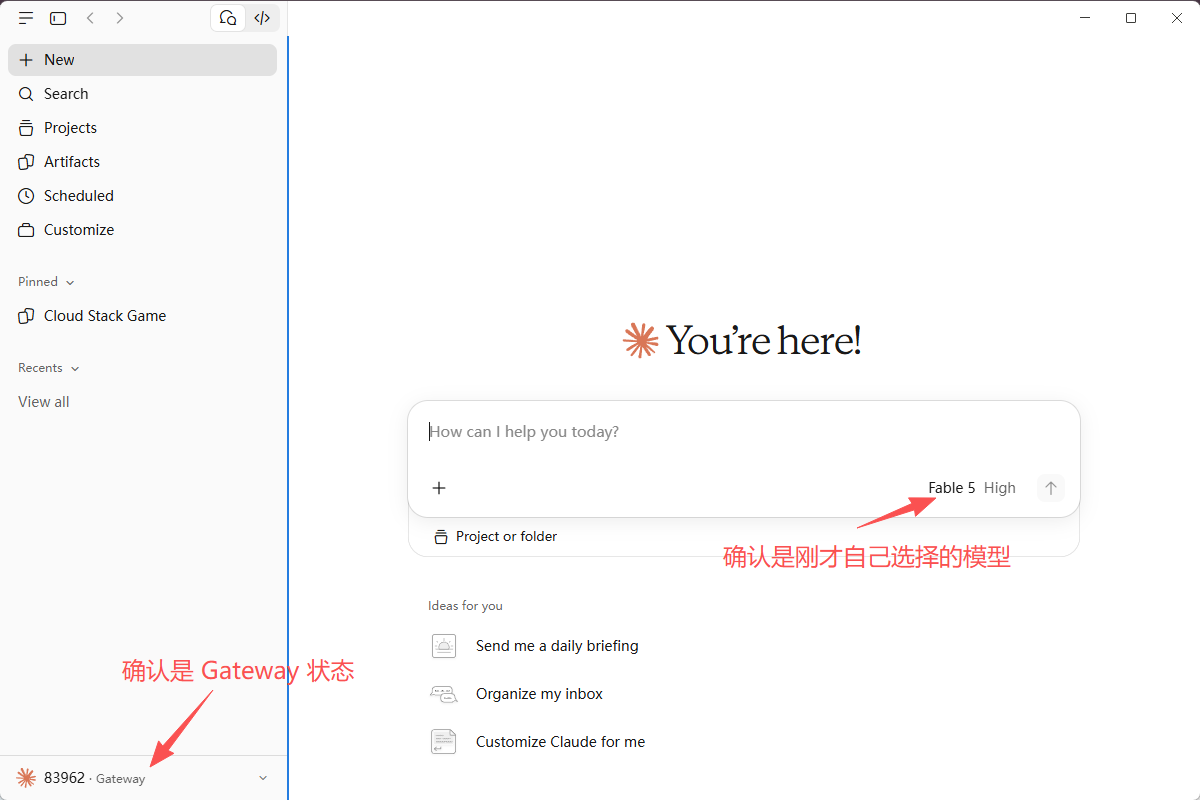 New
Search
Projects
Artifacts
Scheduled
Customize
Pinned
Cloud Stack Game
Recents
View all
确认是 Gateway 状态
83962 · Gateway
You're here!
How can I help you today?
Fable 5 High
Project or folder
确认是刚才自己选择的模型
Ideas for you
Send me a daily briefing
Organize my inbox
Customize Claude for me